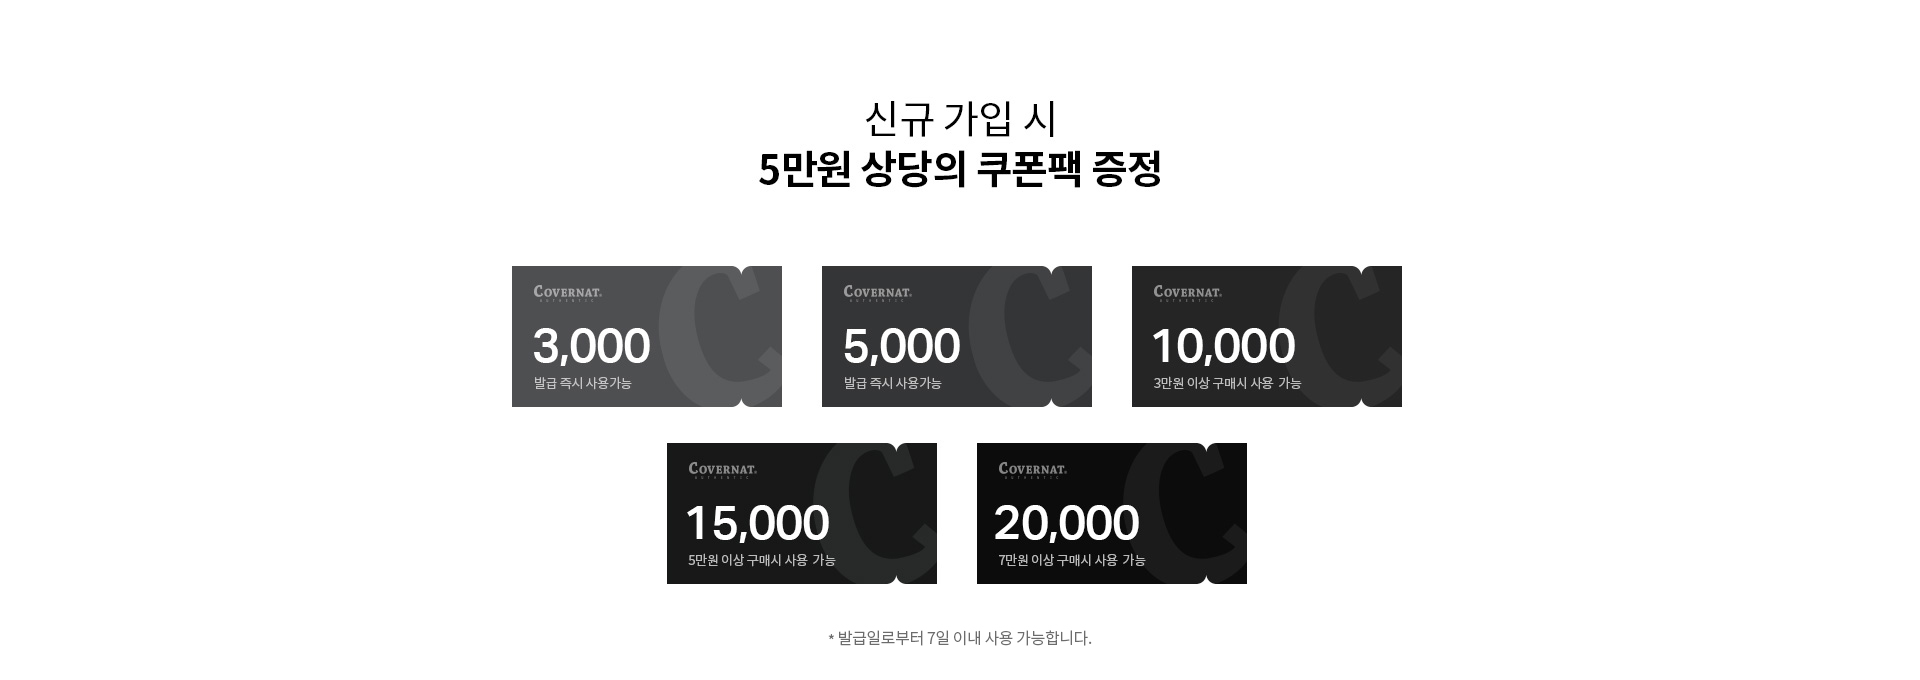 신규 가입 시
5만원 상당의 쿠폰팩 증정
COVERNAT.
AUTHENTIC
3,000
발급 즉시 사용가능
COVERNAT.
AUTHENTIC
5,000
발급 즉시 사용가능
COVERNAT.
AUTHENTIC
10,000
3만원 이상 구매시 사용 가능
COVERNAT.
AUTHENTIC
15,000
5만원 이상 구매시 사용 가능
COVERNAT.
AUTHENTIC
20,000
7만원 이상 구매시 사용 가능
* 발급일로부터 7일 이내 사용 가능합니다.